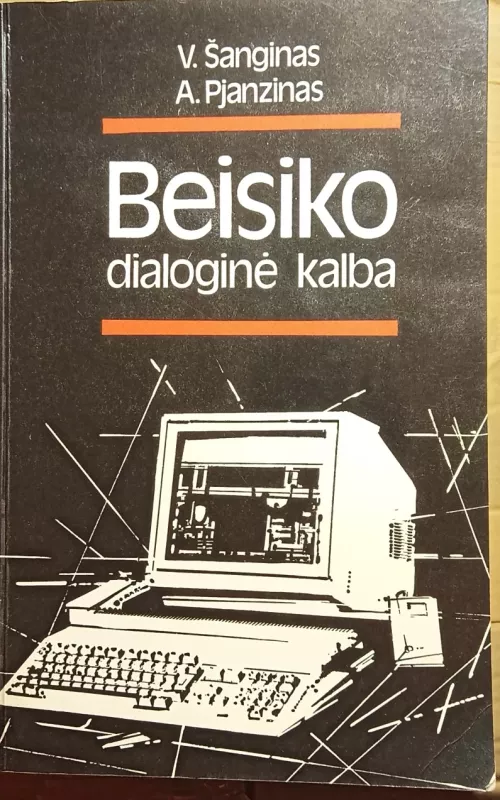 V. Šanginas
A. Pjanzinas
Beisiko
dialoginė kalba